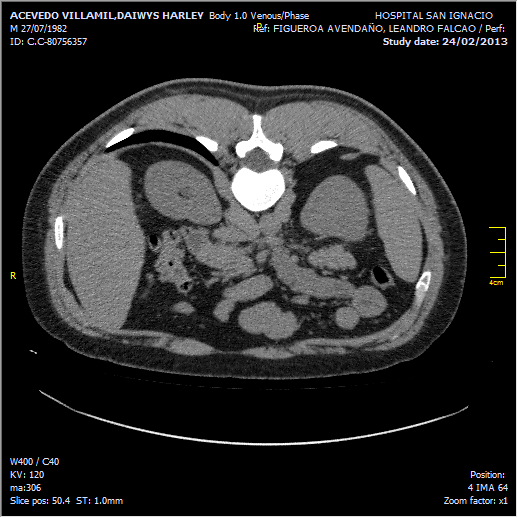 ACEVEDO VILLAMIL,DAIWYS HARLEY Body 1.0 Venous/Phase
HOSPITAL SAN IGNACIO
M 27/07/1982
Ref: FIGUEROA AVENDAÑO, LEANDRO FALCAO / Perf:
ID: C.C-80756357
Study date: 24/02/2013
R
4cm
W400 / C40
KV: 120
Position:
ma:306
4 IMA 64
Slice pos: 50.4 ST: 1.0mm
Zoom factor: x1